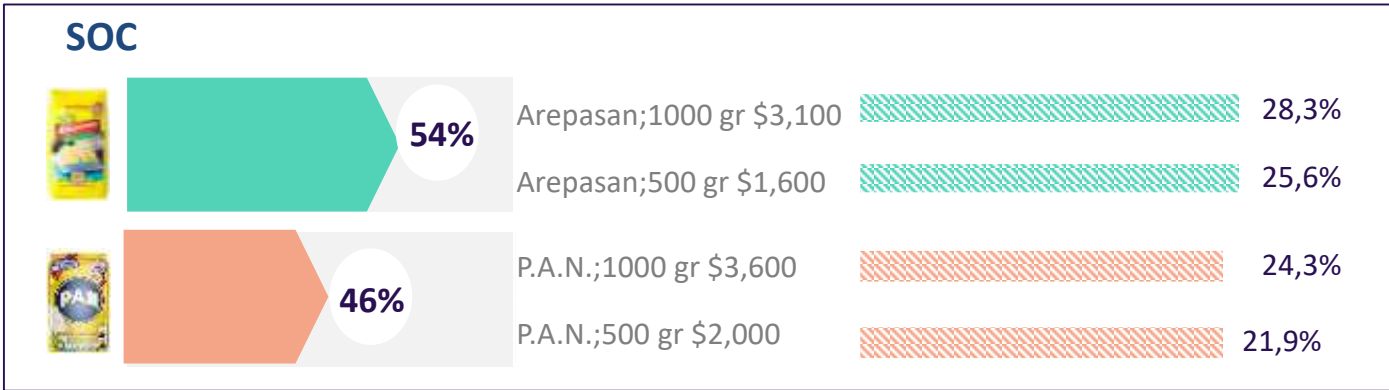 SOC
54%
Arepasan;1000 gr $3,100
28,3%
Arepasan;500 gr $1,600
25,6%
PAN
46%
P.A.N.;1000 gr $3,600
24,3%
P.A.N.;500 gr $2,000
21,9%